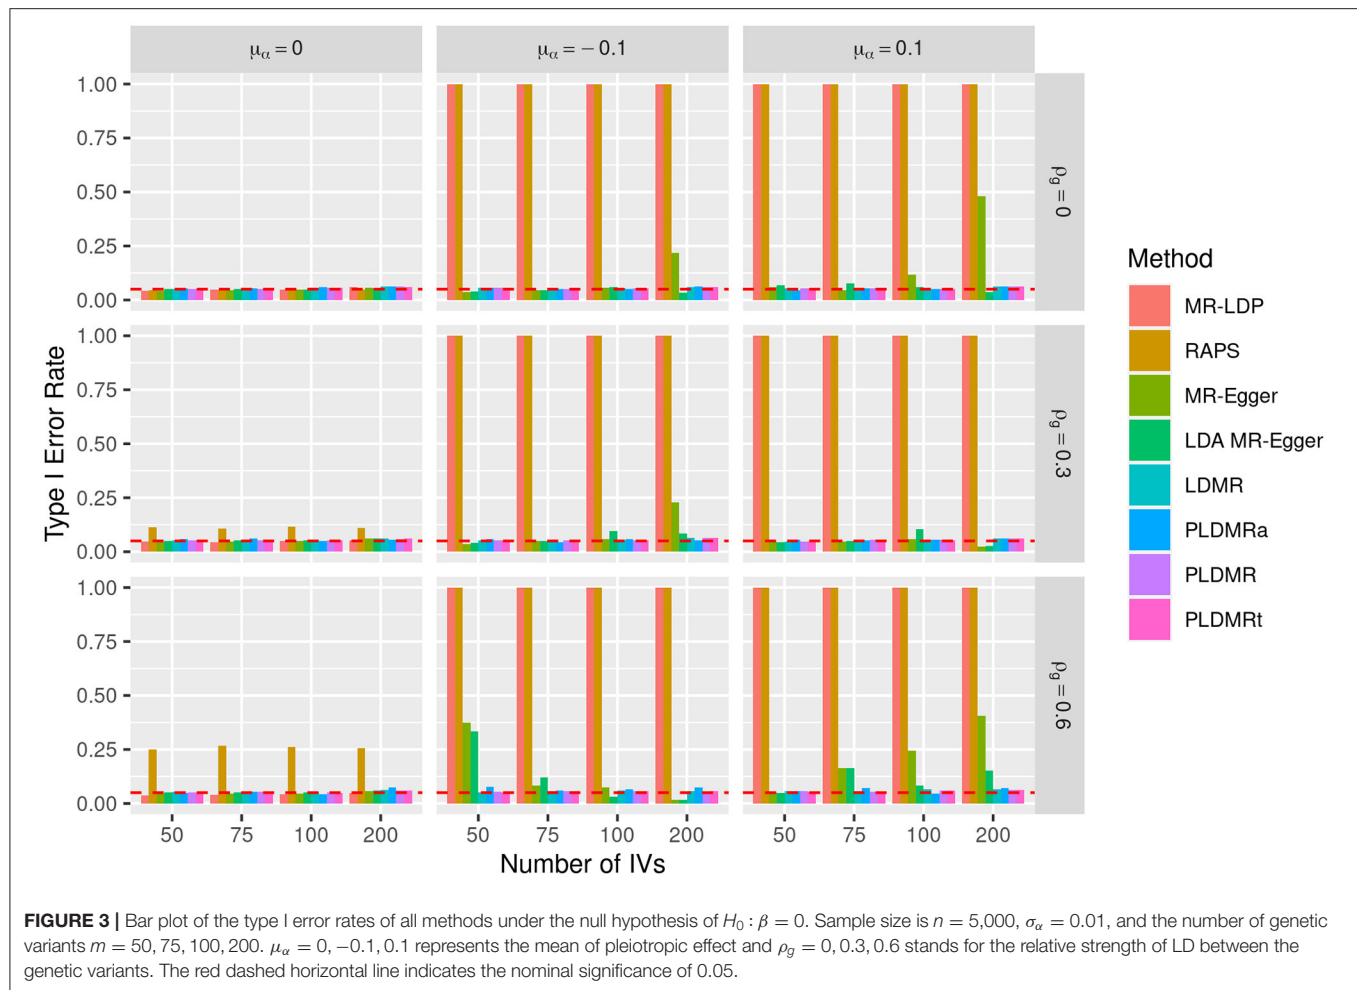 μα = 0
μα = − 0.1
μα = 0.1
1.00
0.75
0.50
0.25
0.00
ρg = 0
1.00
0.75
0.50
0.25
0.00
ρg = 0.3
1.00
0.75
0.50
0.25
0.00
ρg = 0.6
Type I Error Rate
50 75 100 200
50 75 100 200
50 75 100 200
Number of IVs
Method
MR-LDP
RAPS
MR-Egger
LDA MR-Egger
LDMR
PLDMRa
PLDMR
PLDMRt
FIGURE 3 | Bar plot of the type I error rates of all methods under the null hypothesis of H0 : β = 0. Sample size is n = 5,000, σα = 0.01, and the number of genetic
variants m = 50, 75, 100, 200. μα = 0, −0.1, 0.1 represents the mean of pleiotropic effect and ρg = 0, 0.3, 0.6 stands for the relative strength of LD between the
genetic variants. The red dashed horizontal line indicates the nominal significance of 0.05.